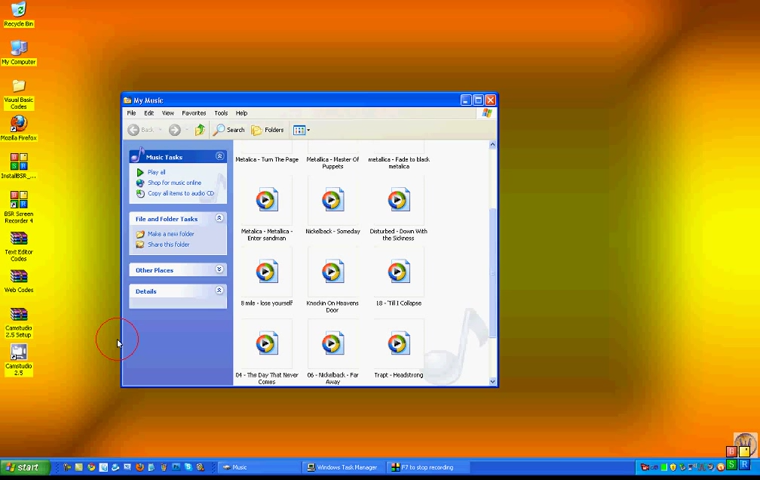 Recycle Bin
My Computer
Visual Basic
Codes
Mozilla Firefox
InstallBSR_...
BSR Screen
Recorder 4
Text Editor
Codes
Web Codes
Camstudio
2.5 Setup
Camstudio
2.5
My Music
File Edit View Favorites Tools Help
Back Search Folders
Music Tasks
Play all
Shop for music online
Copy all items to audio CD
File and Folder Tasks
Make a new folder
Share this folder
Other Places
Details
Metalica - Turn The Page
Metallica - Master Of
Puppets
metalica - Fade to black
metalica
Metalica - Metalica -
Enter sandman
Nickelback - Someday
Disturbed - Down With
the Sickness
8 mile - lose yourself
Knockin On Heavens
Door
18 - 'Till I Collapse
04 - The Day That Never
Comes
06 - Nickelback - Far
Away
Trapt - Headstrong
start
Music
Windows Task Manager
F7 to stop recording
B
S R